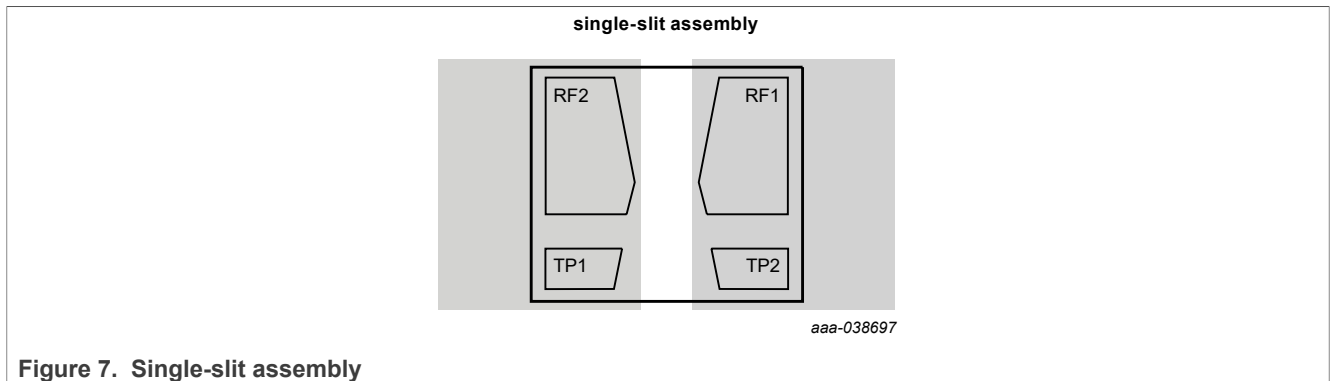 single-slit assembly
RF2
RF1
TP1
TP2
aaa-038697
Figure 7. Single-slit assembly